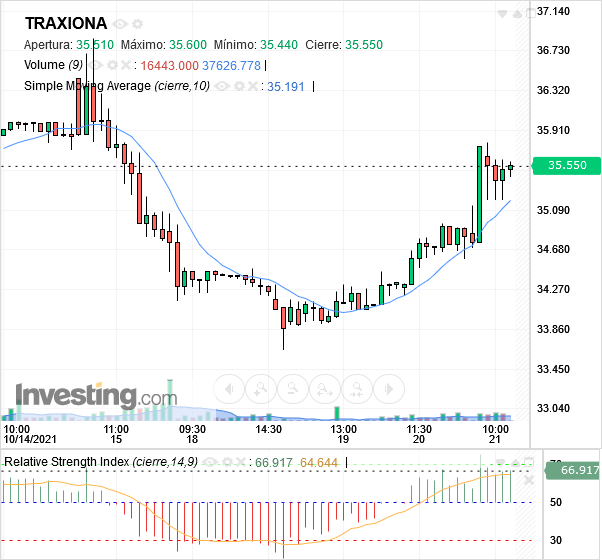 37.140
TRAXIONA
Apertura: 35.510 Máximo: 35.600 Mínimo: 35.440 Cierre: 35.550
36.730
Volume (9) : 16443.000 37626.778
Simple Moving Average (cierre,10) : 35.191
36.320
35.910
35.550
35.090
34.680
34.270
33.860
33.450
Investing.com
33.040
10:00 11:00 09:30 14:30 13:00 11:30 10:00
10/14/2021 15 18 19 20 21
Relative Strength Index (cierre,14,9) : 66.917 64.644
70
66.917
50 50
30 30